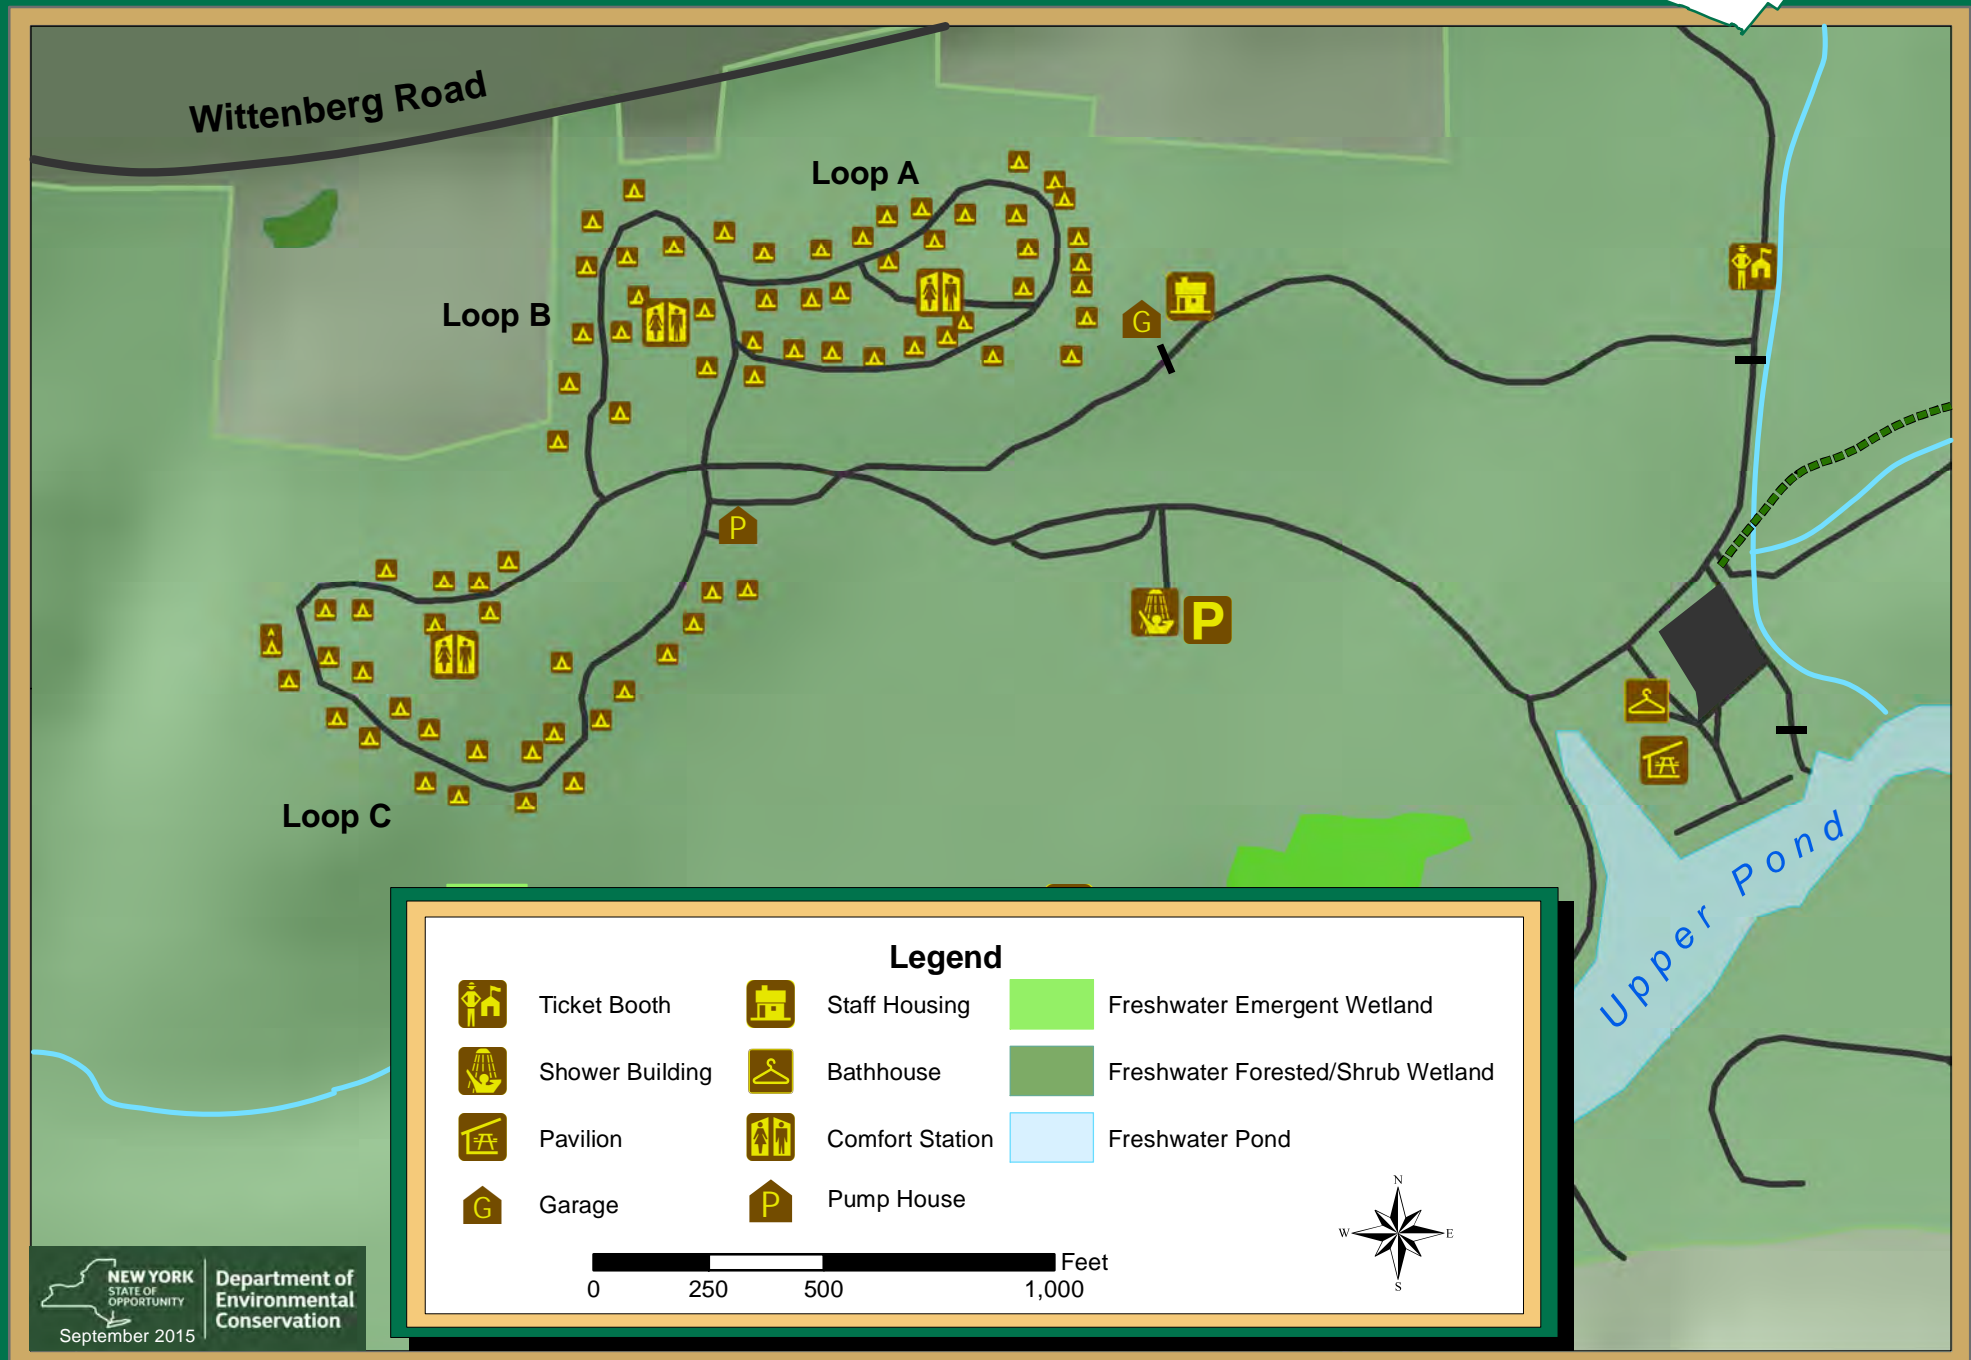 Wittenberg Road
Loop A
Loop B
G
P
P
Loop C
Upper Pond
Legend
Ticket Booth
Staff Housing
Freshwater Emergent Wetland
Shower Building
Bathhouse
Freshwater Forested/Shrub Wetland
Pavilion
Comfort Station
Freshwater Pond
G
Garage
P
Pump House
N
W
E
S
Feet
0
250
500
1,000
NEW YORK
STATE OF
OPPORTUNITY
Department of
Environmental
Conservation
September 2015